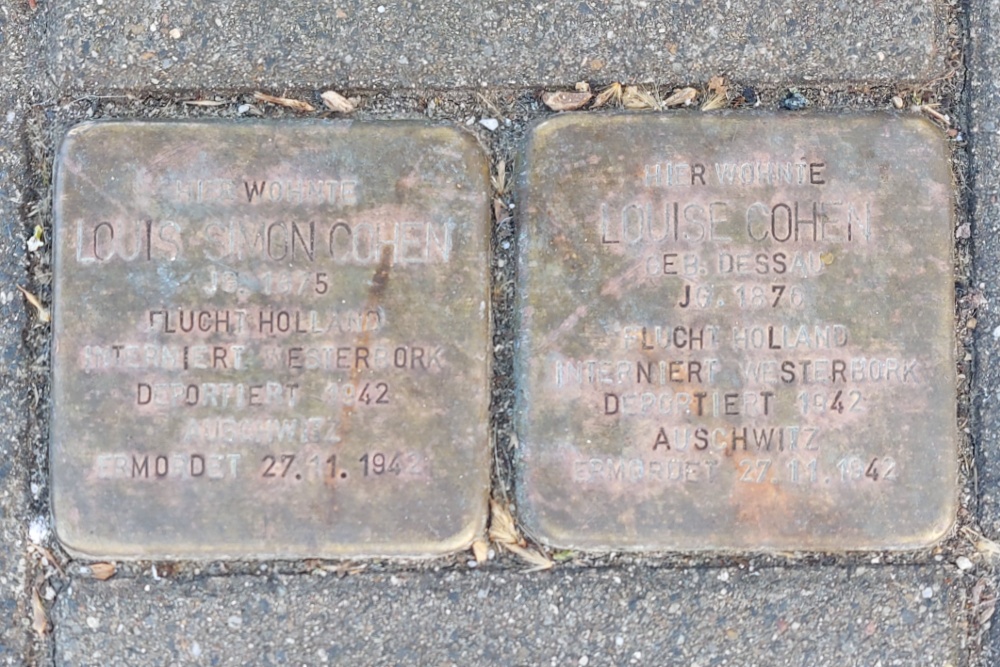 HIER WOHNTE
LOUIS SIMON COHEN
JG. 1875
FLUCHT HOLLAND
INTERNIERT WESTERBORK
DEPORTIERT 1942
AUSCHWITZ
ERMORDET 27.11.1942
HIER WOHNTE
LOUISE COHEN
GEB. DESSAU
JG. 1876
FLUCHT HOLLAND
INTERNIERT WESTERBORK
DEPORTIERT 1942
AUSCHWITZ
ERMORDET 27.11.1942